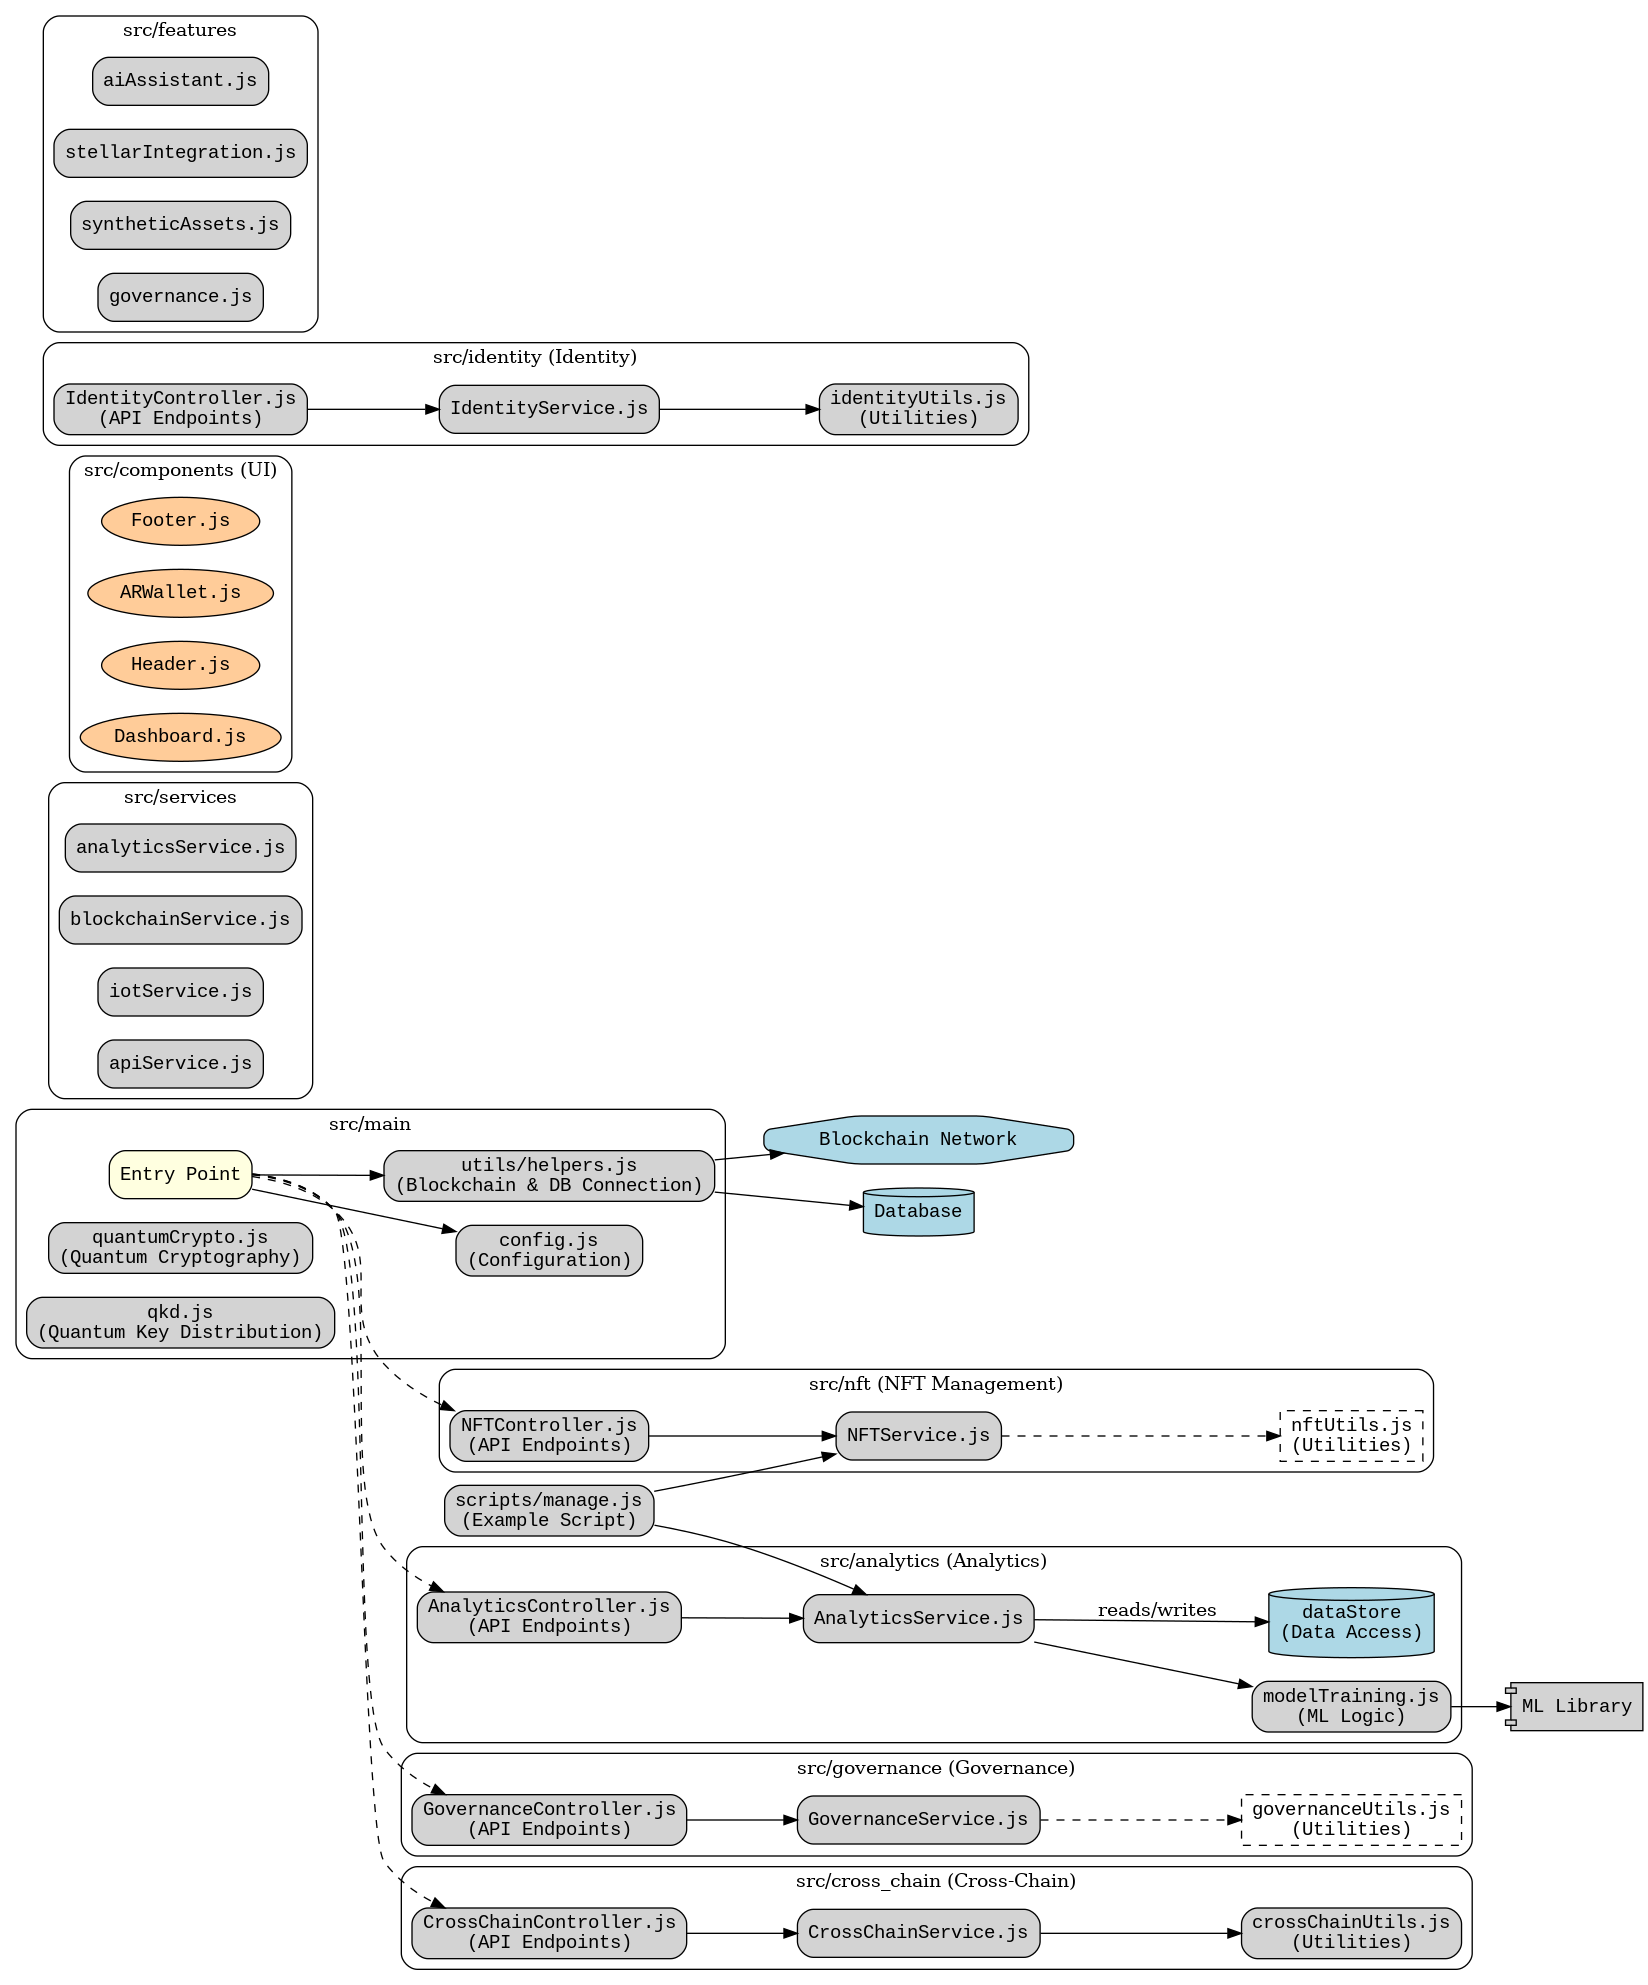 src/features
aiAssistant.js
stellarIntegration.js
syntheticAssets.js
governance.js
src/identity (Identity)
IdentityController.js
(API Endpoints)
IdentityService.js
identityUtils.js
(Utilities)
src/components (UI)
Footer.js
ARWallet.js
Header.js
Dashboard.js
src/services
analyticsService.js
blockchainService.js
iotService.js
apiService.js
src/main
Entry Point
utils/helpers.js
(Blockchain & DB Connection)
Blockchain Network
Database
quantumCrypto.js
(Quantum Cryptography)
config.js
(Configuration)
qkd.js
(Quantum Key Distribution)
src/nft (NFT Management)
NFTController.js
(API Endpoints)
NFTService.js
nftUtils.js
(Utilities)
scripts/manage.js
(Example Script)
src/analytics (Analytics)
AnalyticsController.js
(API Endpoints)
AnalyticsService.js
reads/writes
dataStore
(Data Access)
modelTraining.js
(ML Logic)
ML Library
src/governance (Governance)
GovernanceController.js
(API Endpoints)
GovernanceService.js
governanceUtils.js
(Utilities)
src/cross_chain (Cross-Chain)
CrossChainController.js
(API Endpoints)
CrossChainService.js
crossChainUtils.js
(Utilities)